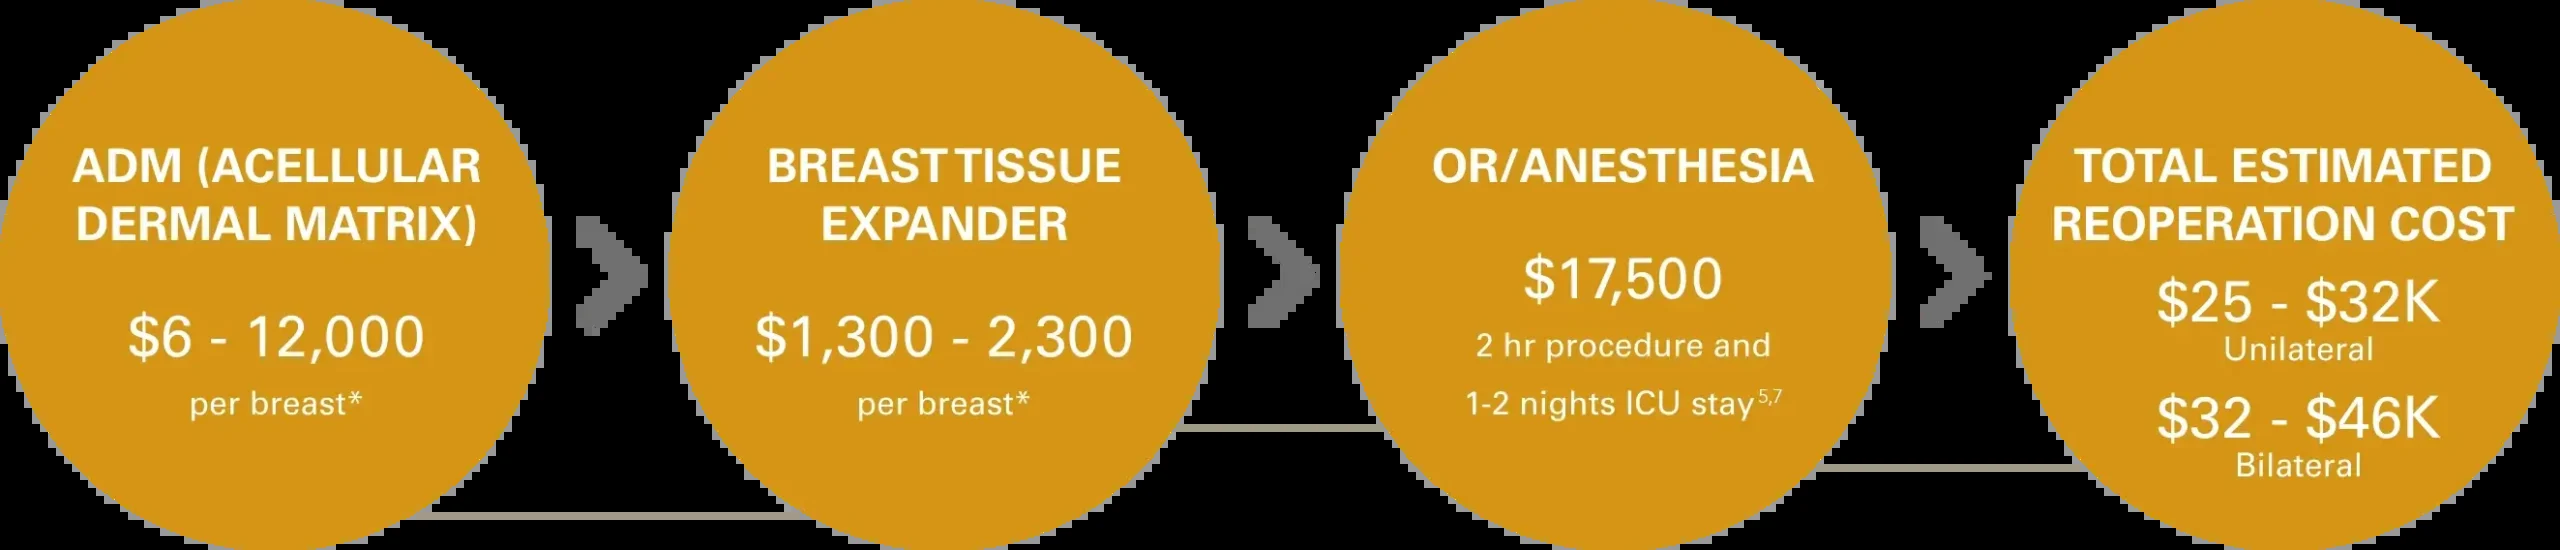 ADM (ACELLULAR
DERMAL MATRIX)
$6 - 12,000
per breast*
BREAST TISSUE
EXPANDER
$1,300 - 2,300
per breast*
OR/ANESTHESIA
$17,500
2 hr procedure and
1-2 nights ICU stay 5,7
TOTAL ESTIMATED
REOPERATION COST
$25 - $32K
Unilateral
$32 - $46K
Bilateral